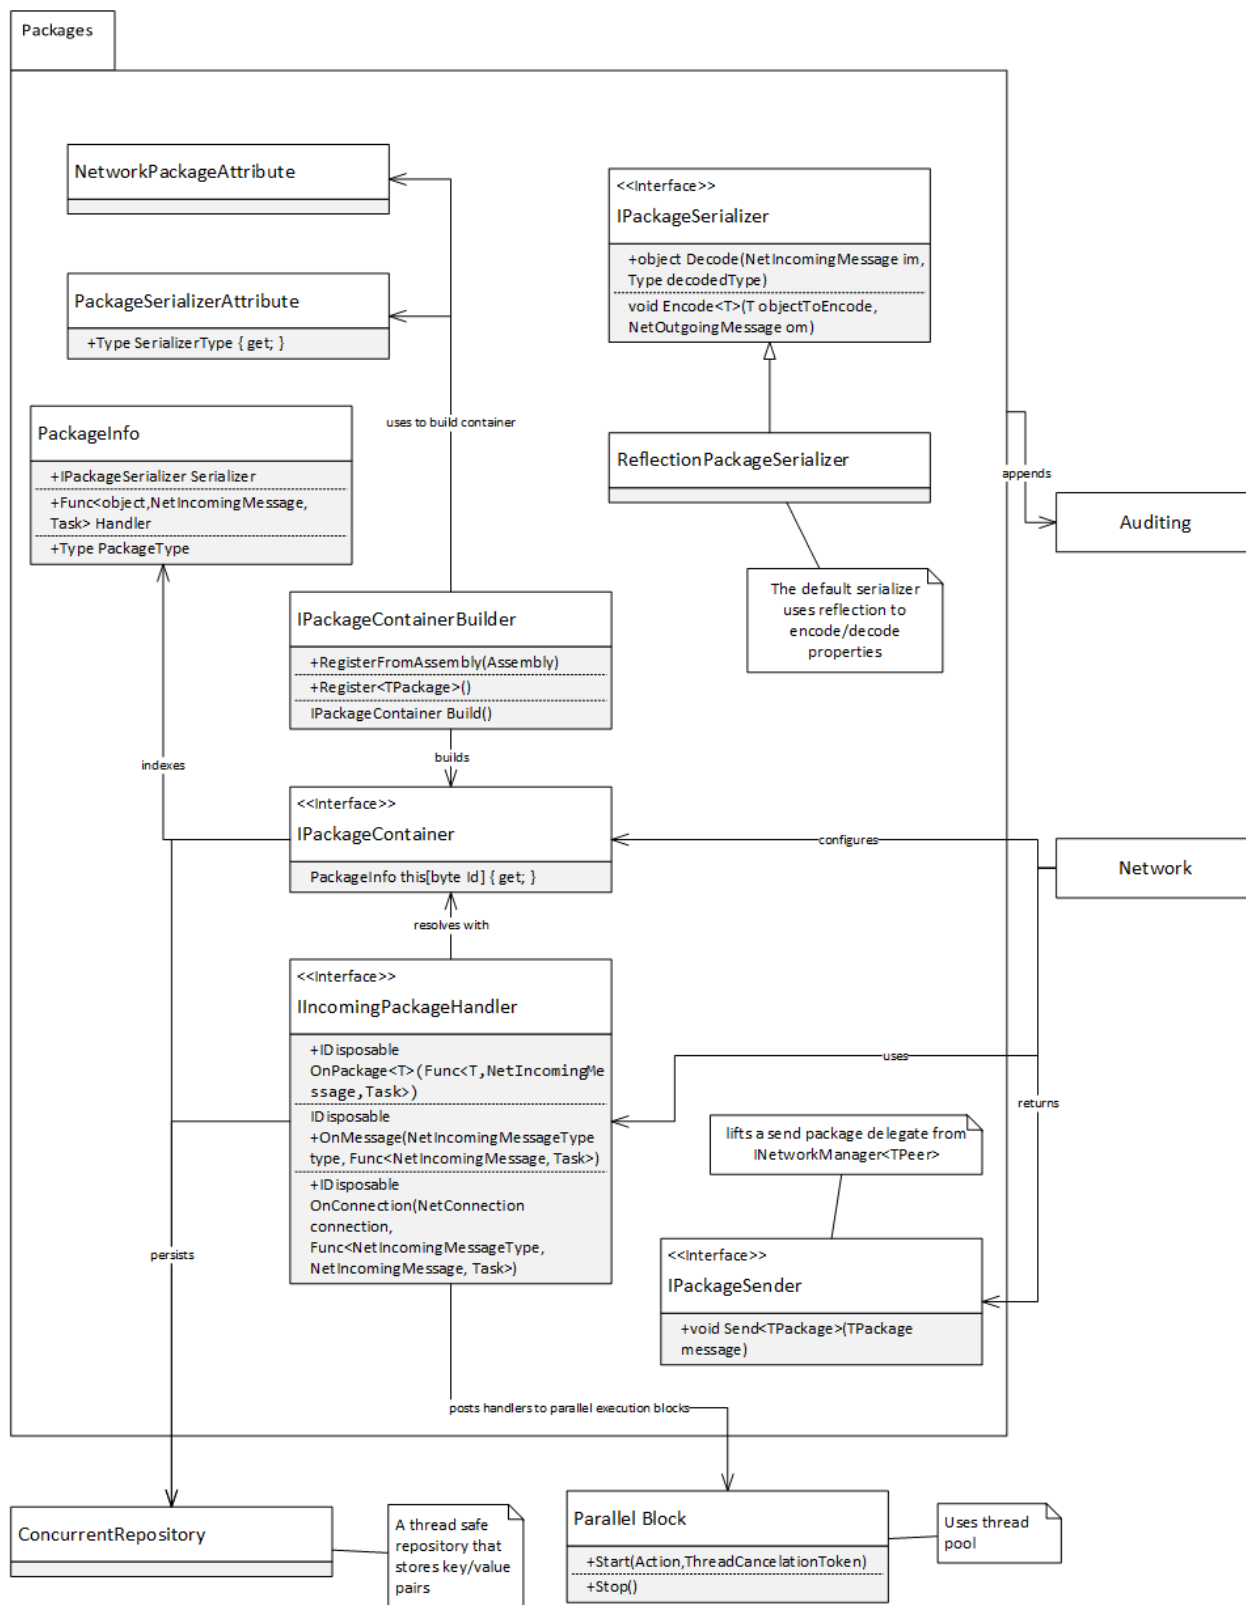 Packages
NetworkPackageAttribute
PackageSerializerAttribute
+Type SerializerType { get; }
<<Interface>>
IPackageSerializer
+object Decode(NetIncomingMessage im,
Type decodedType)
void Encode<T>(T objectToEncode,
NetOutgoingMessage om)
uses to build container
PackageInfo
+IPackageSerializer Serializer
+Func<object,NetIncomingMessage,
Task> Handler
+Type PackageType
ReflectionPackageSerializer
appends
Auditing
The default serializer
uses reflection to
encode/decode
properties
IPackageContainerBuilder
+RegisterFromAssembly(Assembly)
+Register<TPackage>()
IPackageContainer Build()
indexes
builds
<<Interface>>
IPackageContainer
PackageInfo this[byte Id] { get; }
configures
Network
resolves with
<<Interface>>
IIncomingPackageHandler
+IDisposable
OnPackage<T>(Func<T,NetIncomingMe
ssage,Task>)
IDisposable
+OnMessage(NetIncomingMessageType
type, Func<NetIncomingMessage, Task>)
+IDisposable
OnConnection(NetConnection
connection,
Func<NetIncomingMessageType,
NetIncomingMessage, Task>)
uses
returns
lifts a send package delegate from
INetworkManager<TPeer>
persists
<<Interface>>
IPackageSender
+void Send<TPackage>(TPackage
message)
posts handlers to parallel execution blocks
ConcurrentRepository
A thread safe
repository that
stores key/value
pairs
Parallel Block
+Start(Action,ThreadCancelationToken)
+Stop()
Uses thread
pool